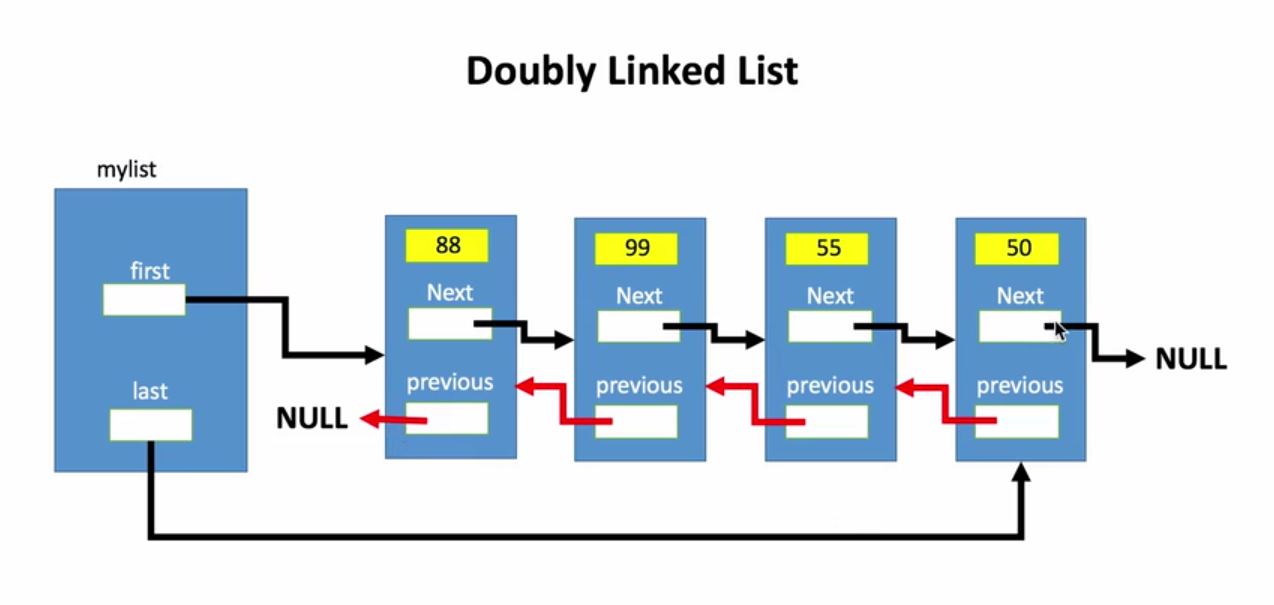 Doubly Linked List
mylist
first
last
NULL
88
Next
previous
99
Next
previous
55
Next
previous
50
Next
previous
NULL